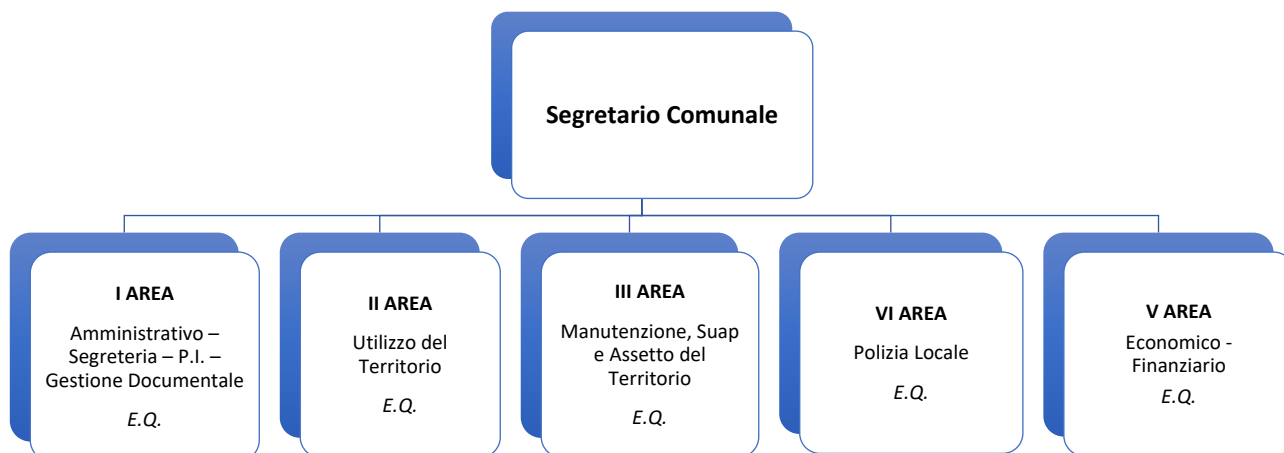 Segretario Comunale
I AREA
Amministrativo –
Segreteria – P.I. –
Gestione Documentale
E.Q.
II AREA
Utilizzo del
Territorio
E.Q.
III AREA
Manutenzione, Suap
e Assetto del
Territorio
E.Q.
VI AREA
Polizia Locale
E.Q.
V AREA
Economico -
Finanziario
E.Q.